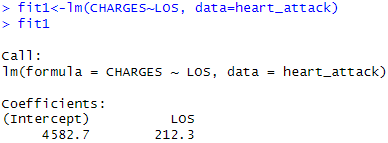 > fit1<-lm(CHARGES~LOS, data=heart_attack)
> fit1
Call:
lm(formula = CHARGES ~ LOS, data = heart_attack)
Coefficients:
(Intercept) LOS
4582.7 212.3